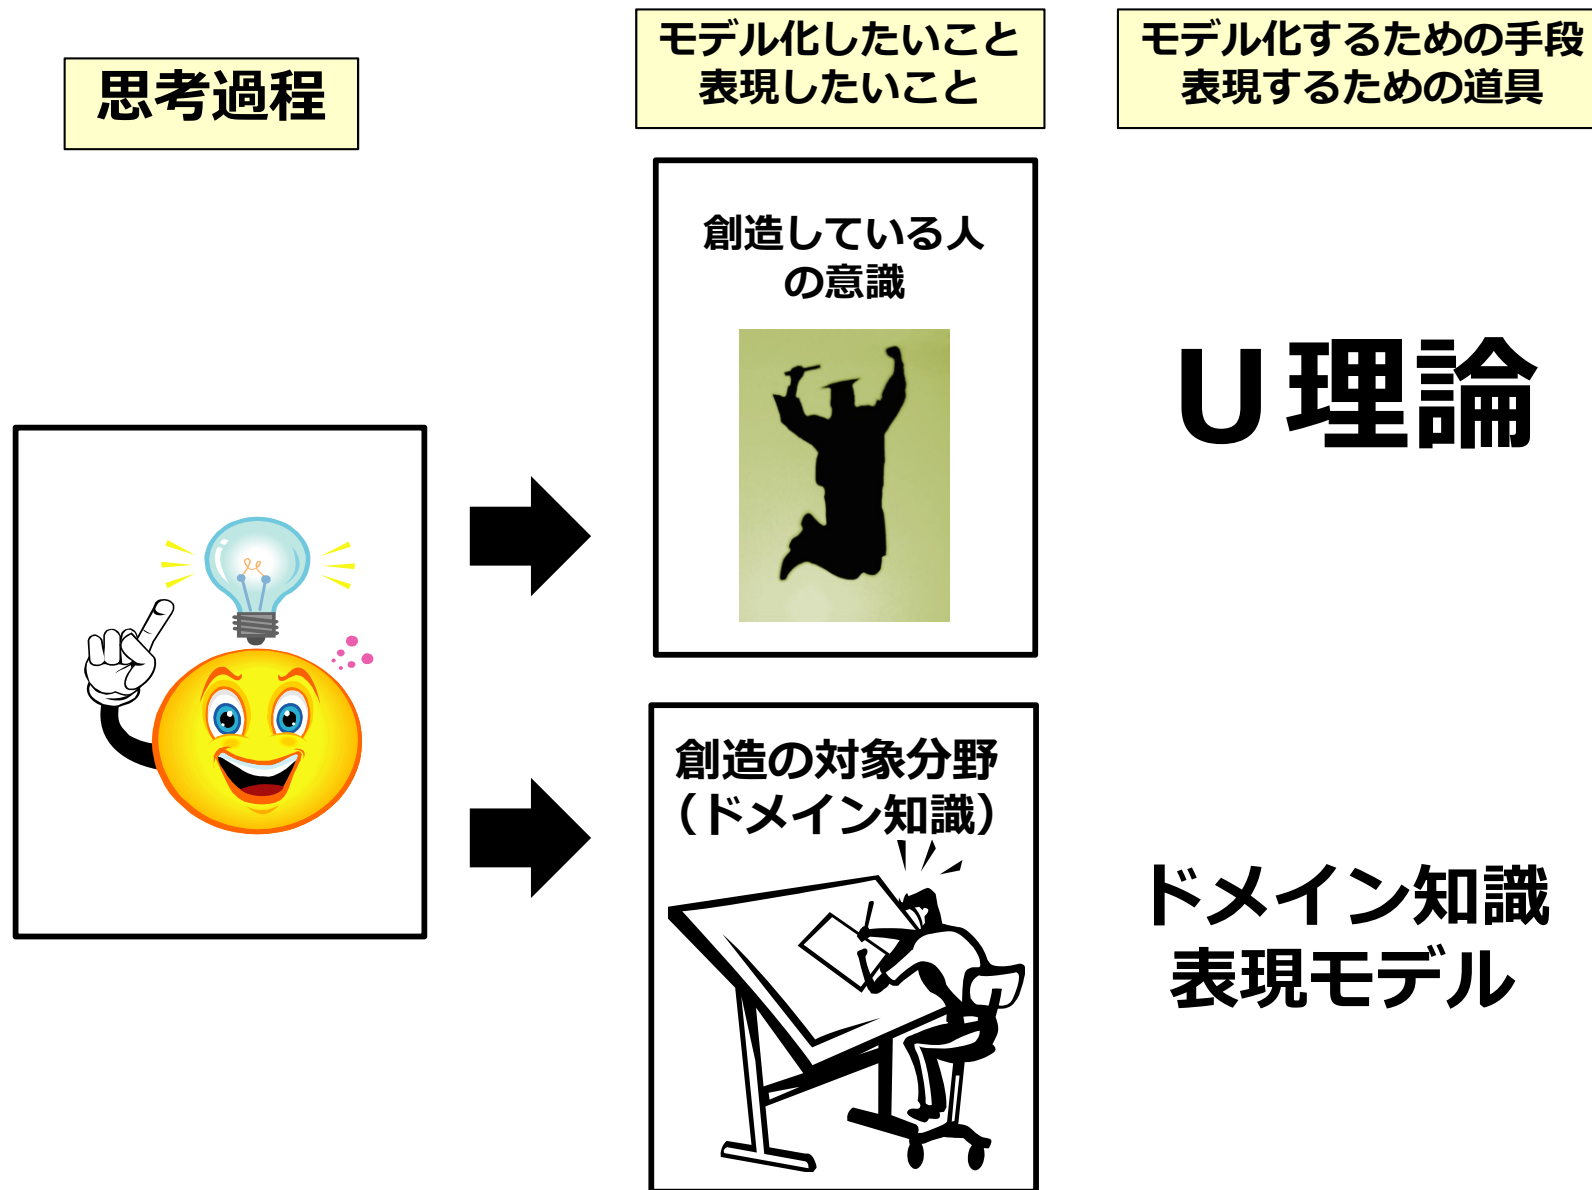 思考過程
モデル化したいこと
表現したいこと
モデル化するための手段
表現するための道具
創造している人
の意識
U理論
創造の対象分野
（ドメイン知識）
ドメイン知識
表現モデル